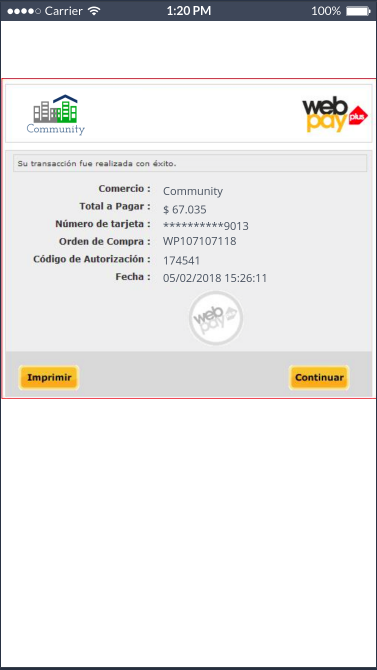 Carrier 1:20 PM 100%
Community
web pay plus
Su transacción fue realizada con éxito.
Comercio : Community
Total a Pagar : $ 67.035
Número de tarjeta : **********9013
Orden de Compra : WP107107118
Código de Autorización : 174541
Fecha : 05/02/2018 15:26:11
web pay
Imprimir Continuar